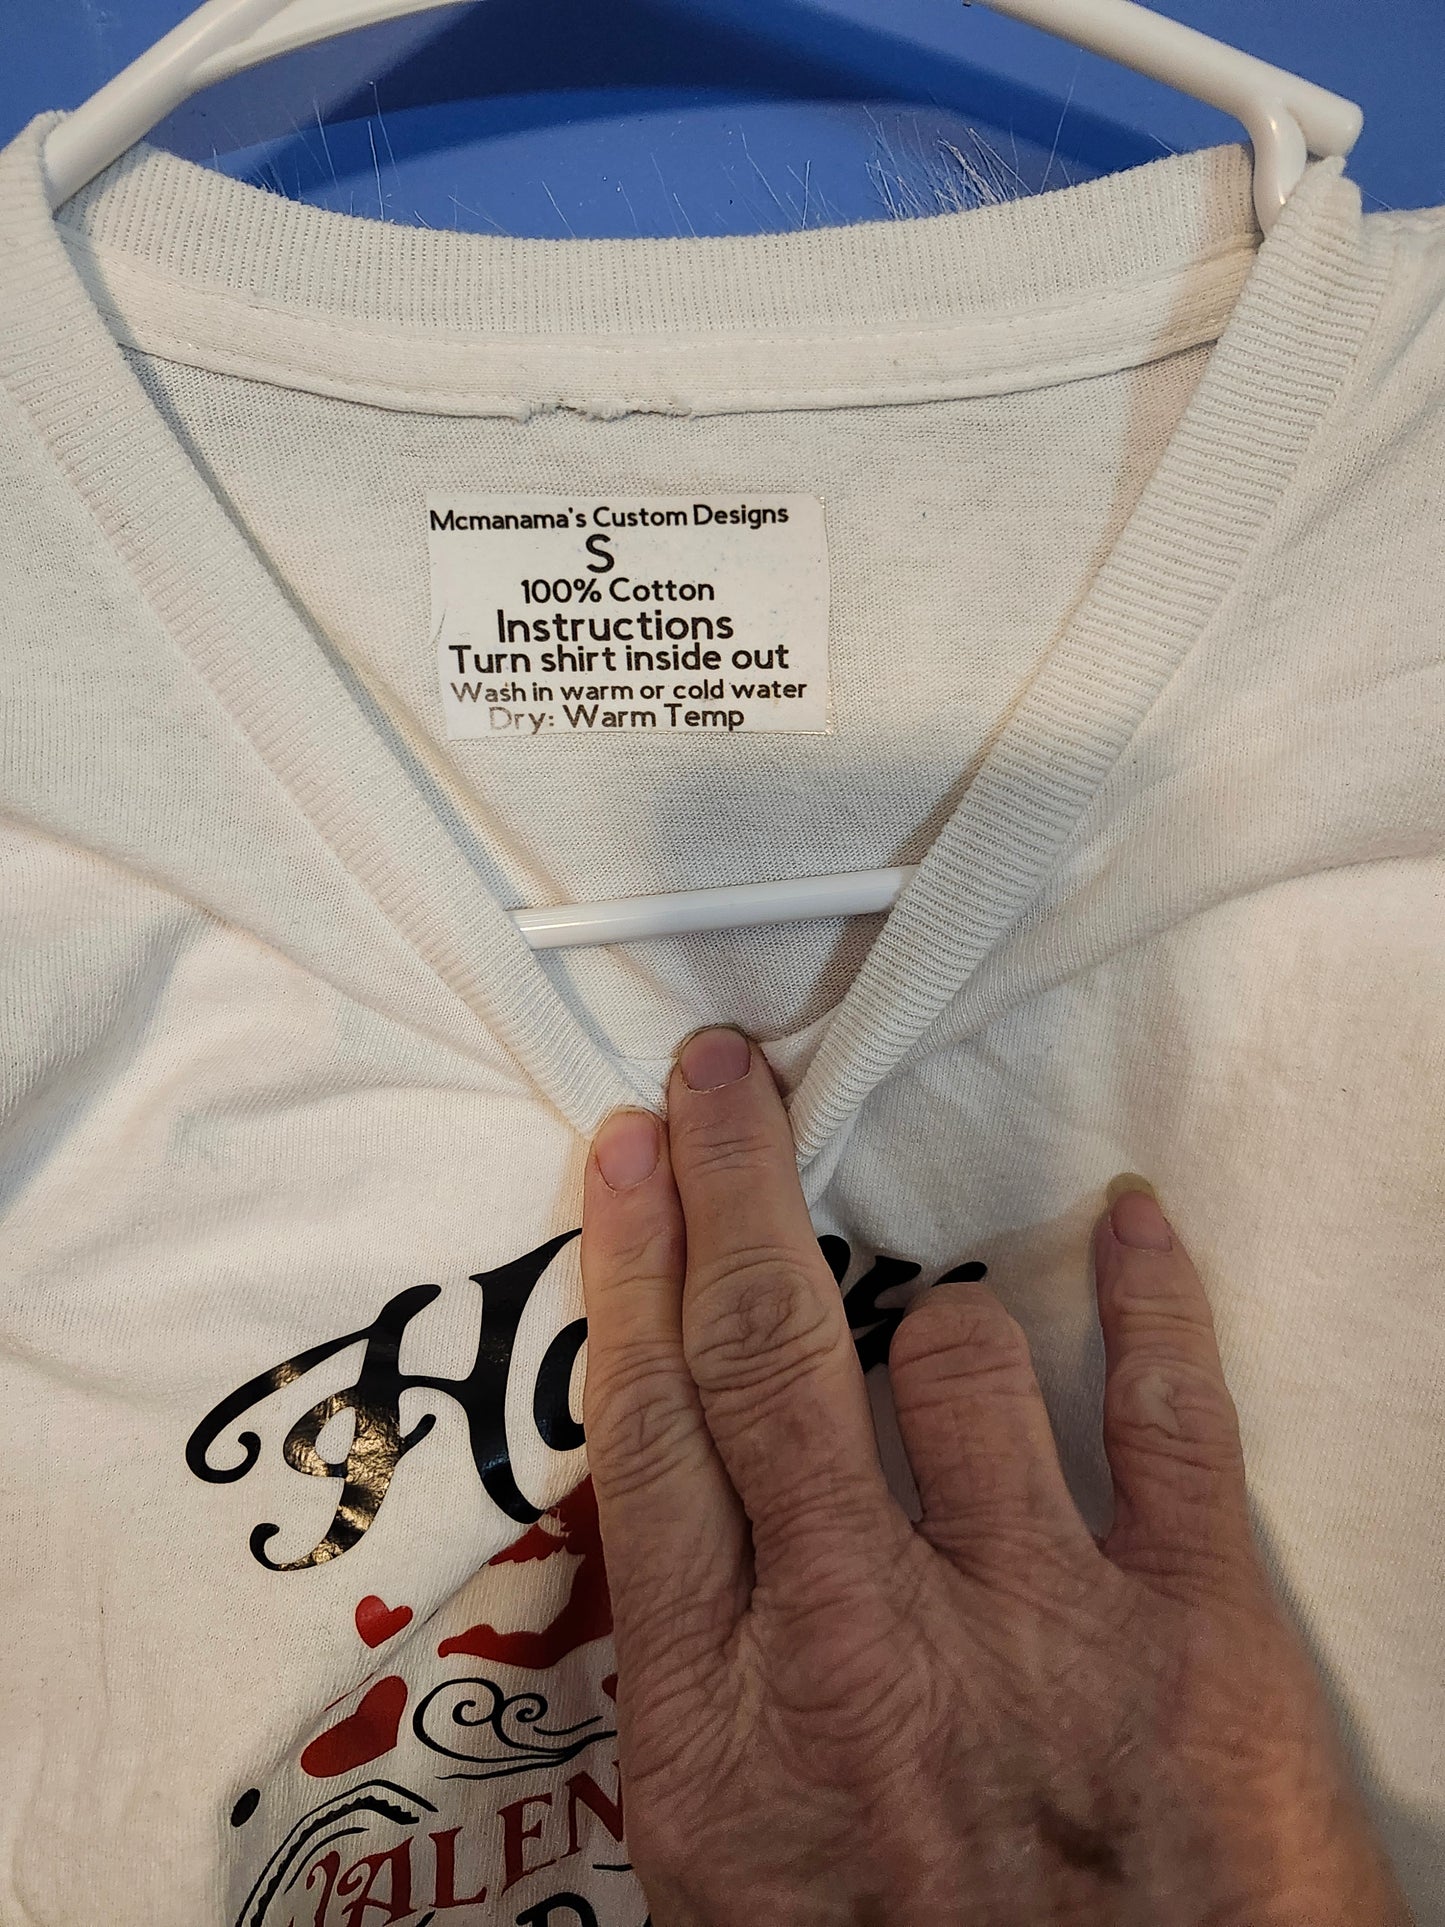 Mcmanama's Custom Designs
S
100% Cotton
Instructions
Turn shirt inside out
Wash in warm or cold water
Dry: Warm Temp